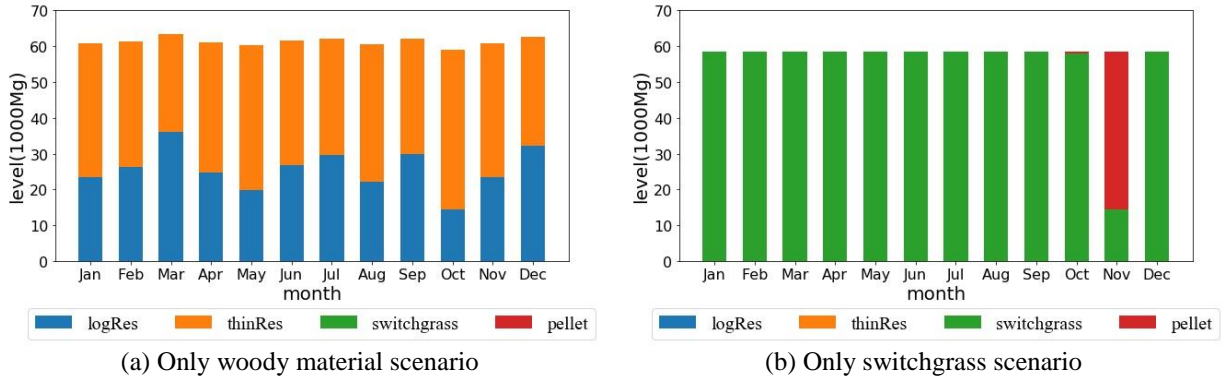 70
60
50
40
30
20
10
0
level(1000Mg)
Jan Feb Mar Apr May Jun Jul Aug Sep Oct Nov Dec
month
logRes thinRes switchgrass pellet
(a) Only woody material scenario
70
60
50
40
30
20
10
0
level(1000Mg)
Jan Feb Mar Apr May Jun Jul Aug Sep Oct Nov Dec
month
logRes thinRes switchgrass pellet
(b) Only switchgrass scenario